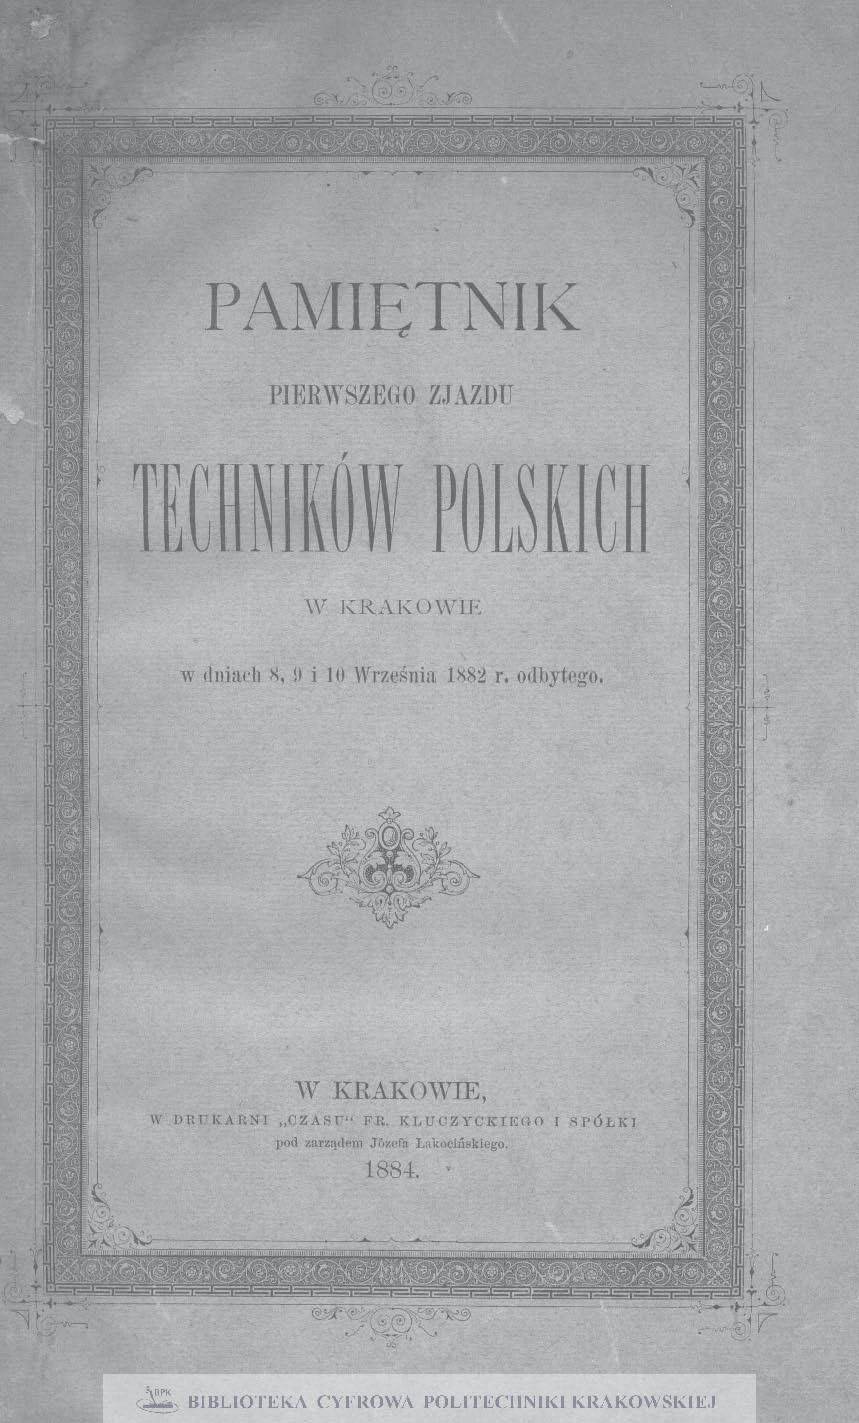 PAMIĘTNIK
PIERWSZEGO ZJAZDU
TECHNIKÓW POLSKICH
W KRAKOWIE
w dniach 8, 9 i 10 Września 1882 r. odbytego.
W KRAKOWIE,
W DRUKARNI „CZASU“ FR. KLUCZYCKIEGO I SPÓŁKI
pod zarządem Józefa Łakocińskiego.
1884.
BPK
BIBLIOTEKA CYFROWA POLITECHNIKI KRAKOWSKIEJ